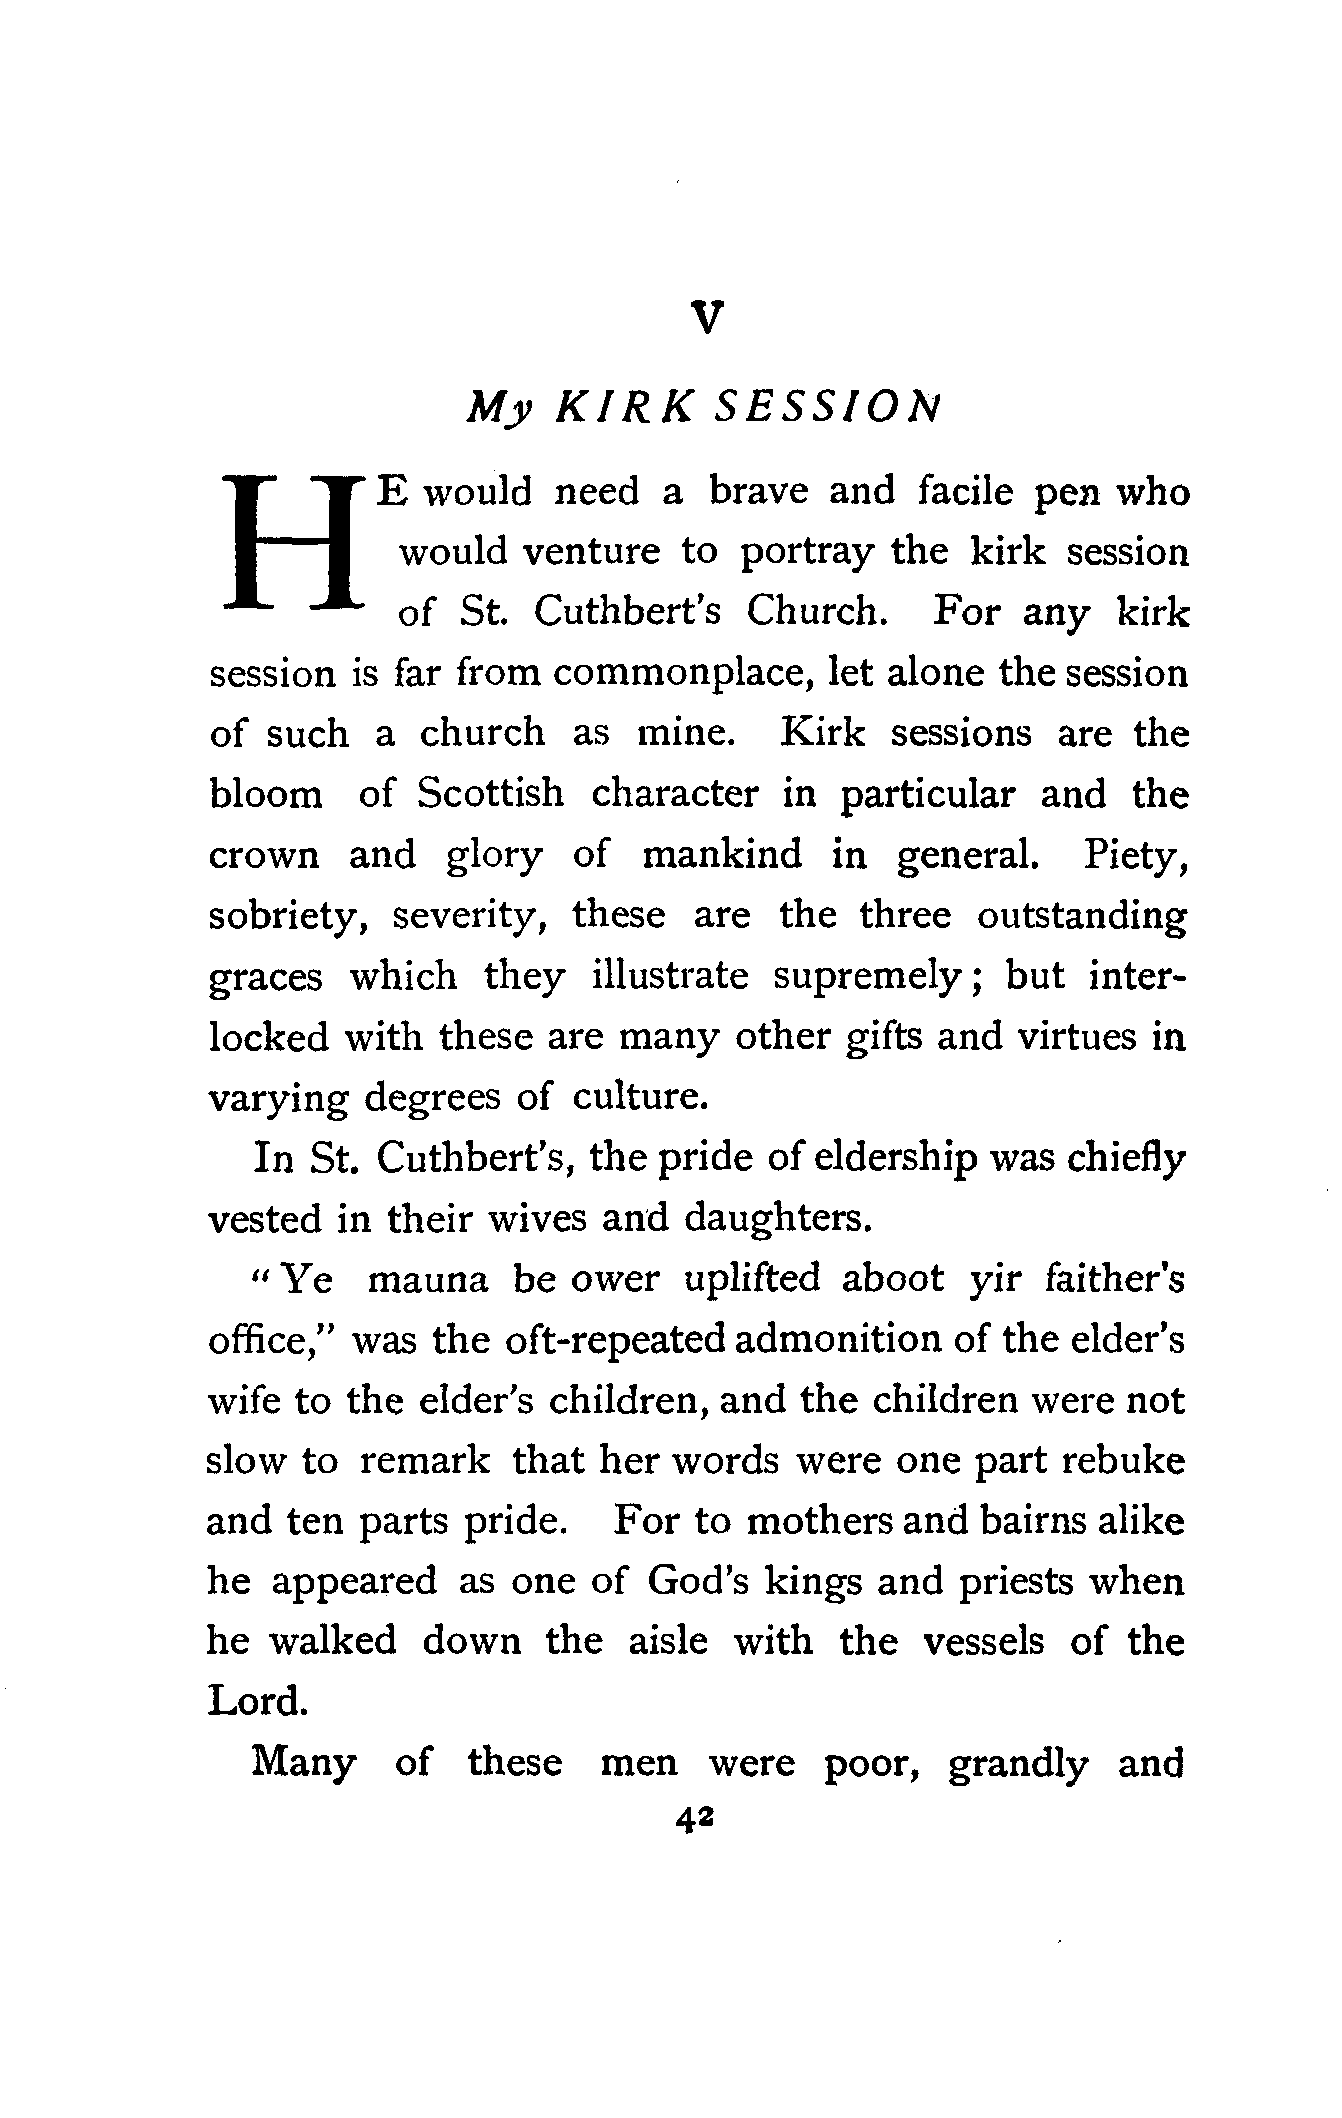 V
My KIRK SESSION
HE would need a brave and facile pen who
would venture to portray the kirk session
of St. Cuthbert's Church. For any kirk
session is far from commonplace, let alone the session
of such a church as mine. Kirk sessions are the
bloom of Scottish character in particular and the
crown and glory of mankind in general. Piety,
sobriety, severity, these are the three outstanding
graces which they illustrate supremely; but inter-
locked with these are many other gifts and virtues in
varying degrees of culture.
In St. Cuthbert's, the pride of eldership was chiefly
vested in their wives and daughters.
"Ye mauna be ower uplifted aboot yir faither's
office," was the oft-repeated admonition of the elder's
wife to the elder's children, and the children were not
slow to remark that her words were one part rebuke
and ten parts pride. For to mothers and bairns alike
he appeared as one of God's kings and priests when
he walked down the aisle with the vessels of the
Lord.
Many of these men were poor, grandly and
42